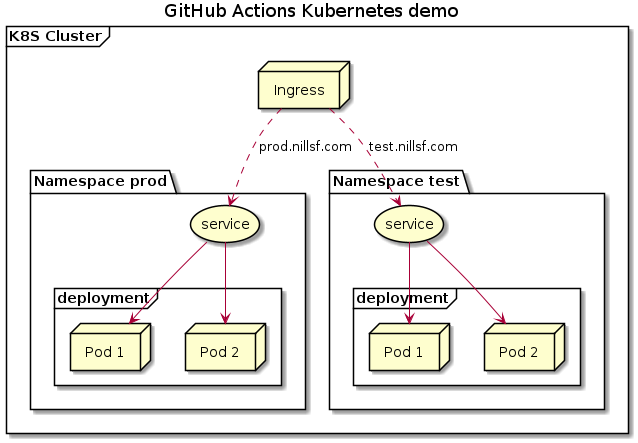 GitHub Actions Kubernetes demo
K8S Cluster
Ingress
prod.nillsf.com
test.nillsf.com
Namespace prod
service
deployment
Pod 1
Pod 2
Namespace test
service
deployment
Pod 1
Pod 2